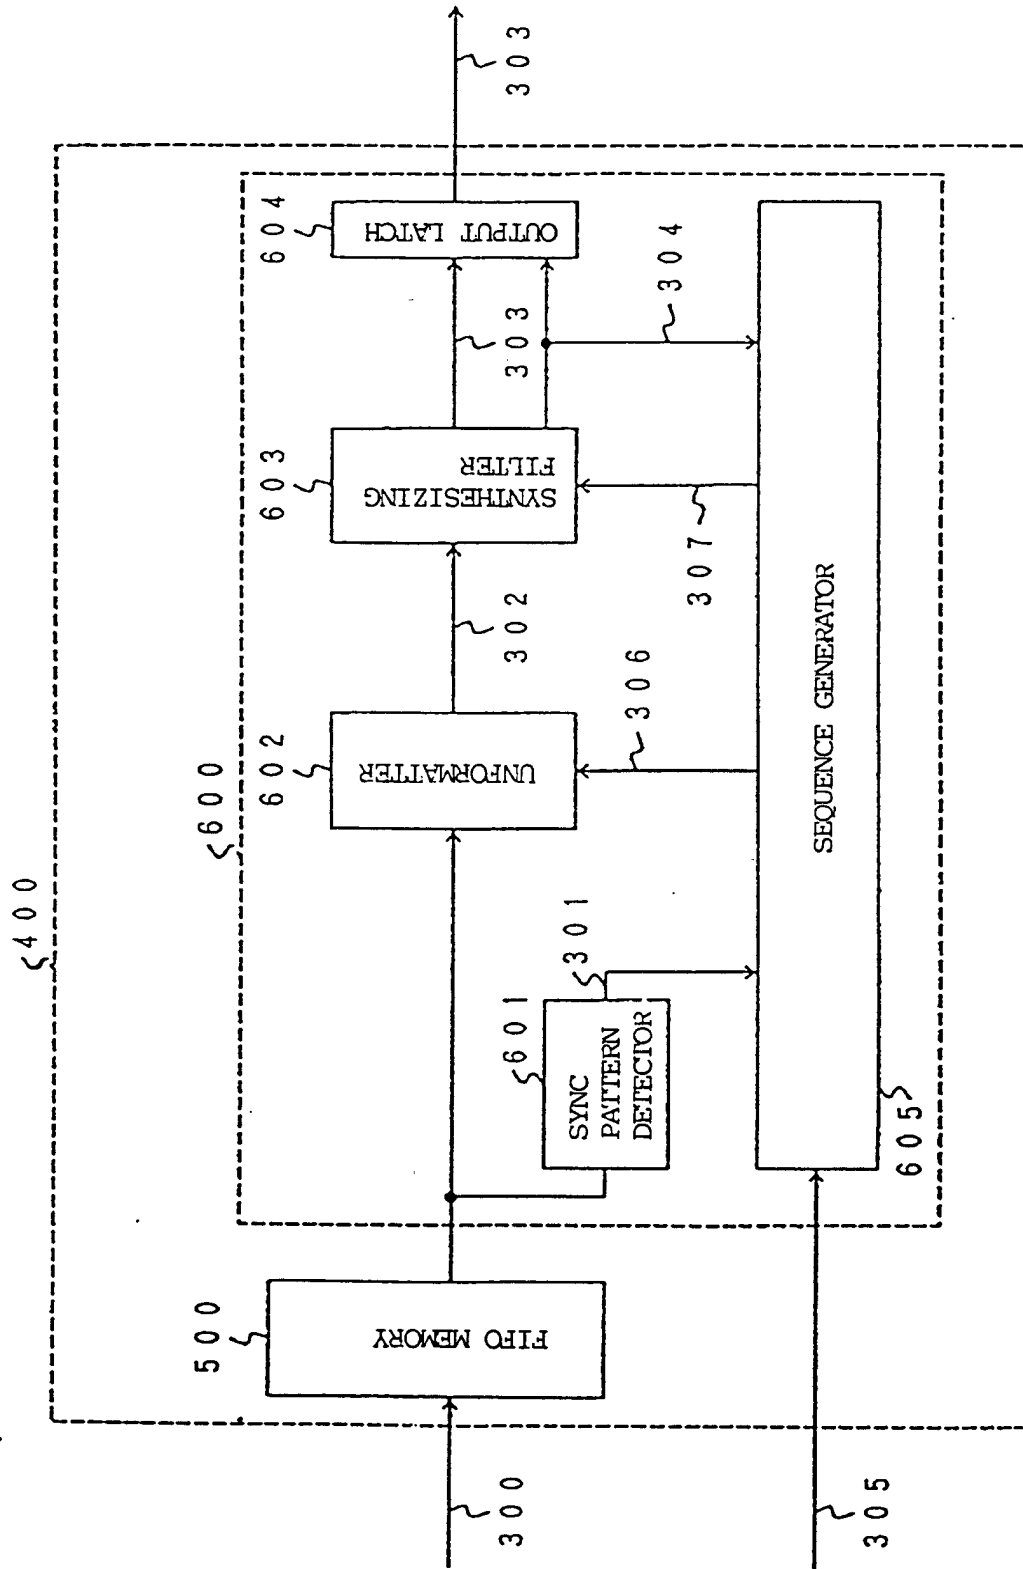 400
500
600
602
603
604
FIFO MEMORY
UNFORMATTER
SYNTHESIZING
FILTER
OUTPUT LATCH
300
601
302
303
303
SYNC
PATTERN
DETECTOR
301
306
304
307
SEQUENCE GENERATOR
305
605